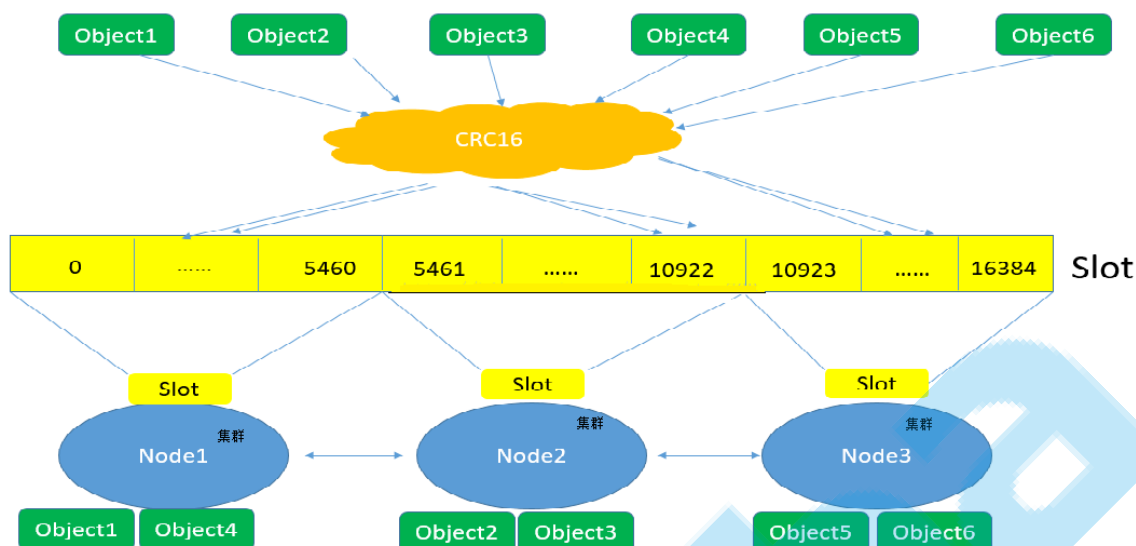 Object1 Object2 Object3 Object4 Object5 Object6
CRC16
0 …… 5460 5461 …… 10922 10923 …… 16384 Slot
Slot Slot Slot
集群 集群 集群
Node1 Node2 Node3
Object1 Object4 Object2 Object3 Object5 Object6